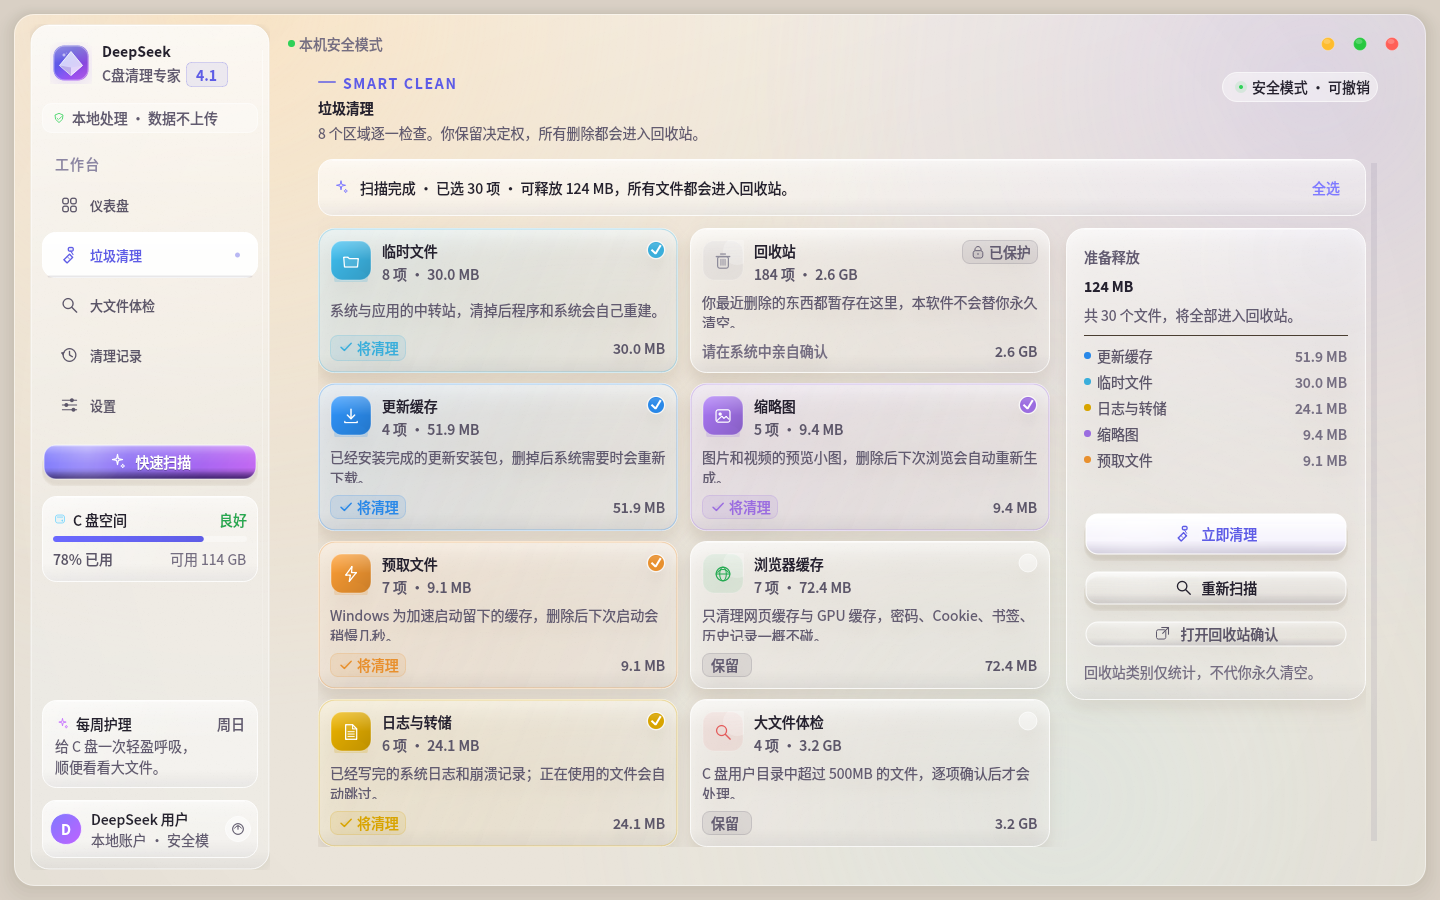 DeepSeek
C盘清理专家 4.1
本地处理 · 数据不上传
工作台
仪表盘
垃圾清理
大文件体检
清理记录
设置
快速扫描
C 盘空间 良好
78% 已用 可用 114 GB
每周护理 周日
给 C 盘一次轻盈呼吸，
顺便看看大文件。
D
DeepSeek 用户
本地账户 · 安全模
本机安全模式
SMART CLEAN
垃圾清理
8 个区域逐一检查。你保留决定权，所有删除都会进入回收站。
安全模式 · 可撤销
扫描完成 · 已选 30 项 · 可释放 124 MB，所有文件都会进入回收站。
全选
临时文件
8 项 · 30.0 MB
系统与应用的中转站，清掉后程序和系统会自己重建。
将清理 30.0 MB
回收站
184 项 · 2.6 GB
已保护
你最近删除的东西都暂存在这里，本软件不会替你永久
清空。
请在系统中亲自确认 2.6 GB
更新缓存
4 项 · 51.9 MB
已经安装完成的更新安装包，删掉后系统需要时会重新
下载。
将清理 51.9 MB
缩略图
5 项 · 9.4 MB
图片和视频的预览小图，删除后下次浏览会自动重新生
成。
将清理 9.4 MB
预取文件
7 项 · 9.1 MB
Windows 为加速启动留下的缓存，删除后下次启动会
稍慢几秒。
将清理 9.1 MB
浏览器缓存
7 项 · 72.4 MB
只清理网页缓存与 GPU 缓存，密码、Cookie、书签、
历史记录一概不碰。
保留 72.4 MB
日志与转储
6 项 · 24.1 MB
已经写完的系统日志和崩溃记录；正在使用的文件会自
动跳过。
将清理 24.1 MB
大文件体检
4 项 · 3.2 GB
C 盘用户目录中超过 500MB 的文件，逐项确认后才会
处理。
保留 3.2 GB
准备释放
124 MB
共 30 个文件，将全部进入回收站。
更新缓存 51.9 MB
临时文件 30.0 MB
日志与转储 24.1 MB
缩略图 9.4 MB
预取文件 9.1 MB
立即清理
重新扫描
打开回收站确认
回收站类别仅统计，不代你永久清空。